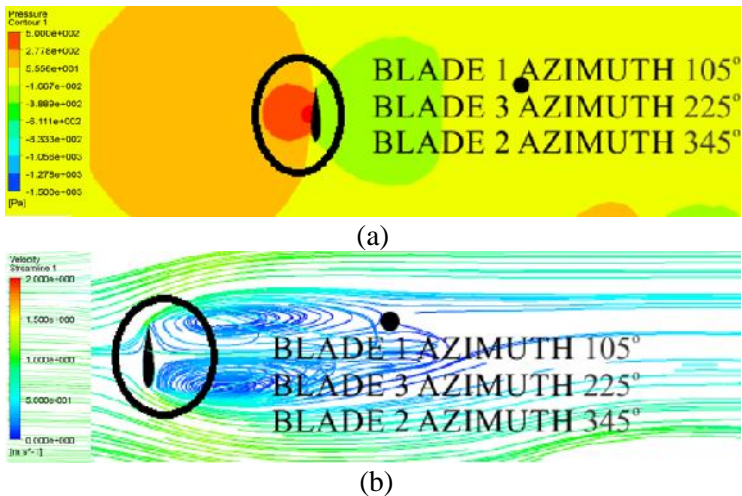 Pressure
Contour 1
5.000e+002
2.778e+002
5.556e+001
-1.667e+002
-3.889e+002
-6.111e+002
-8.333e+002
-1.056e+003
-1.278e+003
-1.500e+003
[Pa]
BLADE 1 AZIMUTH 105°
BLADE 3 AZIMUTH 225°
BLADE 2 AZIMUTH 345°
(a)
Velocity
Streamline 1
2.000e+000
1.500e+000
1.000e+000
5.000e-001
0.000e+000
[m s^-1]
BLADE 1 AZIMUTH 105°
BLADE 3 AZIMUTH 225°
BLADE 2 AZIMUTH 345°
(b)